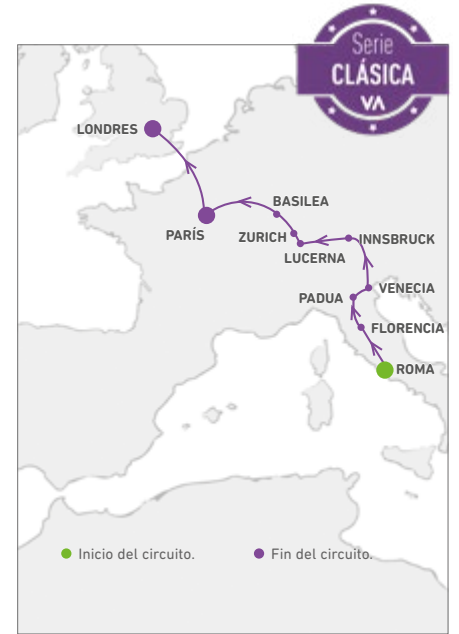 Serie
CLÁSICA
VA
LONDRES
BASILEA
PARÍS
ZURICH
INNSBRUCK
LUCERNA
VENECIA
PADUA
FLORENCIA
ROMA
Inicio del circuito.
Fin del circuito.